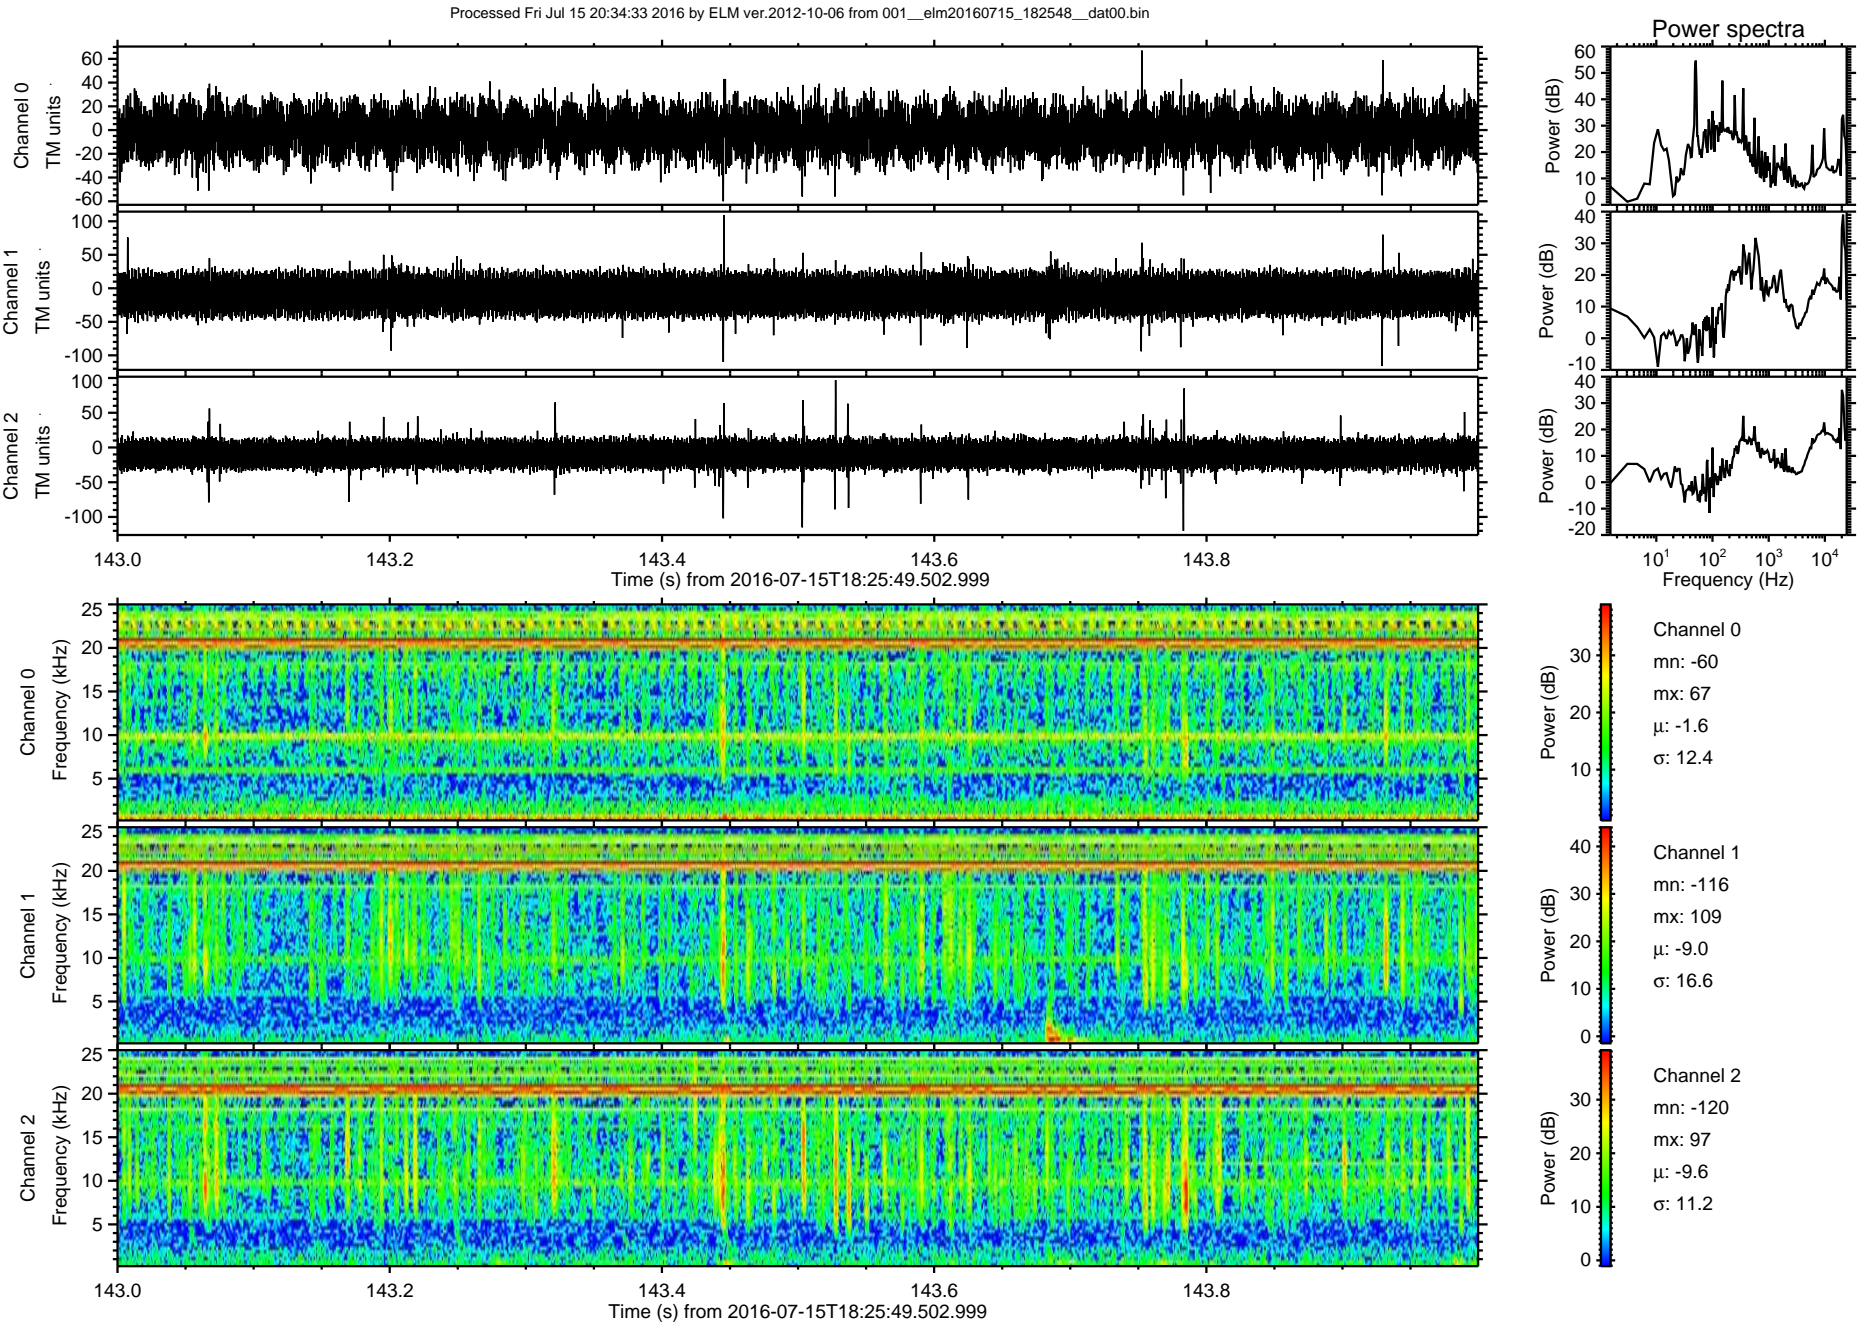 Processed Fri Jul 15 20:34:33 2016 by ELM ver.2012-10-06 from 001__elm20160715_182548__dat00.bin
Power spectra
Channel 0
TM units
60
40
20
0
-20
-40
-60
Power (dB)
60
50
40
30
20
10
0
Channel 1
TM units
100
50
0
-50
-100
Power (dB)
40
30
20
10
0
-10
Channel 2
TM units
100
50
0
-50
-100
Power (dB)
40
30
20
10
0
-10
-20
143.0 143.2 143.4 143.6 143.8
Time (s) from 2016-07-15T18:25:49.502.999
10^1 10^2 10^3 10^4
Frequency (Hz)
Channel 0
Frequency (kHz)
25
20
15
10
5
Power (dB)
30
20
10
Channel 0
mn: -60
mx: 67
µ: -1.6
σ: 12.4
Channel 1
Frequency (kHz)
25
20
15
10
5
Power (dB)
40
30
20
10
0
Channel 1
mn: -116
mx: 109
µ: -9.0
σ: 16.6
Channel 2
Frequency (kHz)
25
20
15
10
5
Power (dB)
30
20
10
0
Channel 2
mn: -120
mx: 97
µ: -9.6
σ: 11.2
143.0 143.2 143.4 143.6 143.8
Time (s) from 2016-07-15T18:25:49.502.999